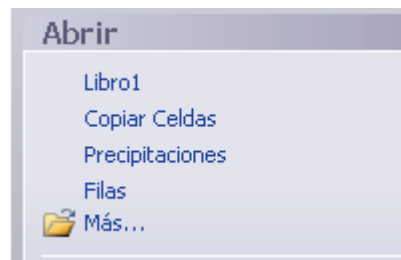 Abrir
Libro1
Copiar Celdas
Precipitaciones
Filas
Más...